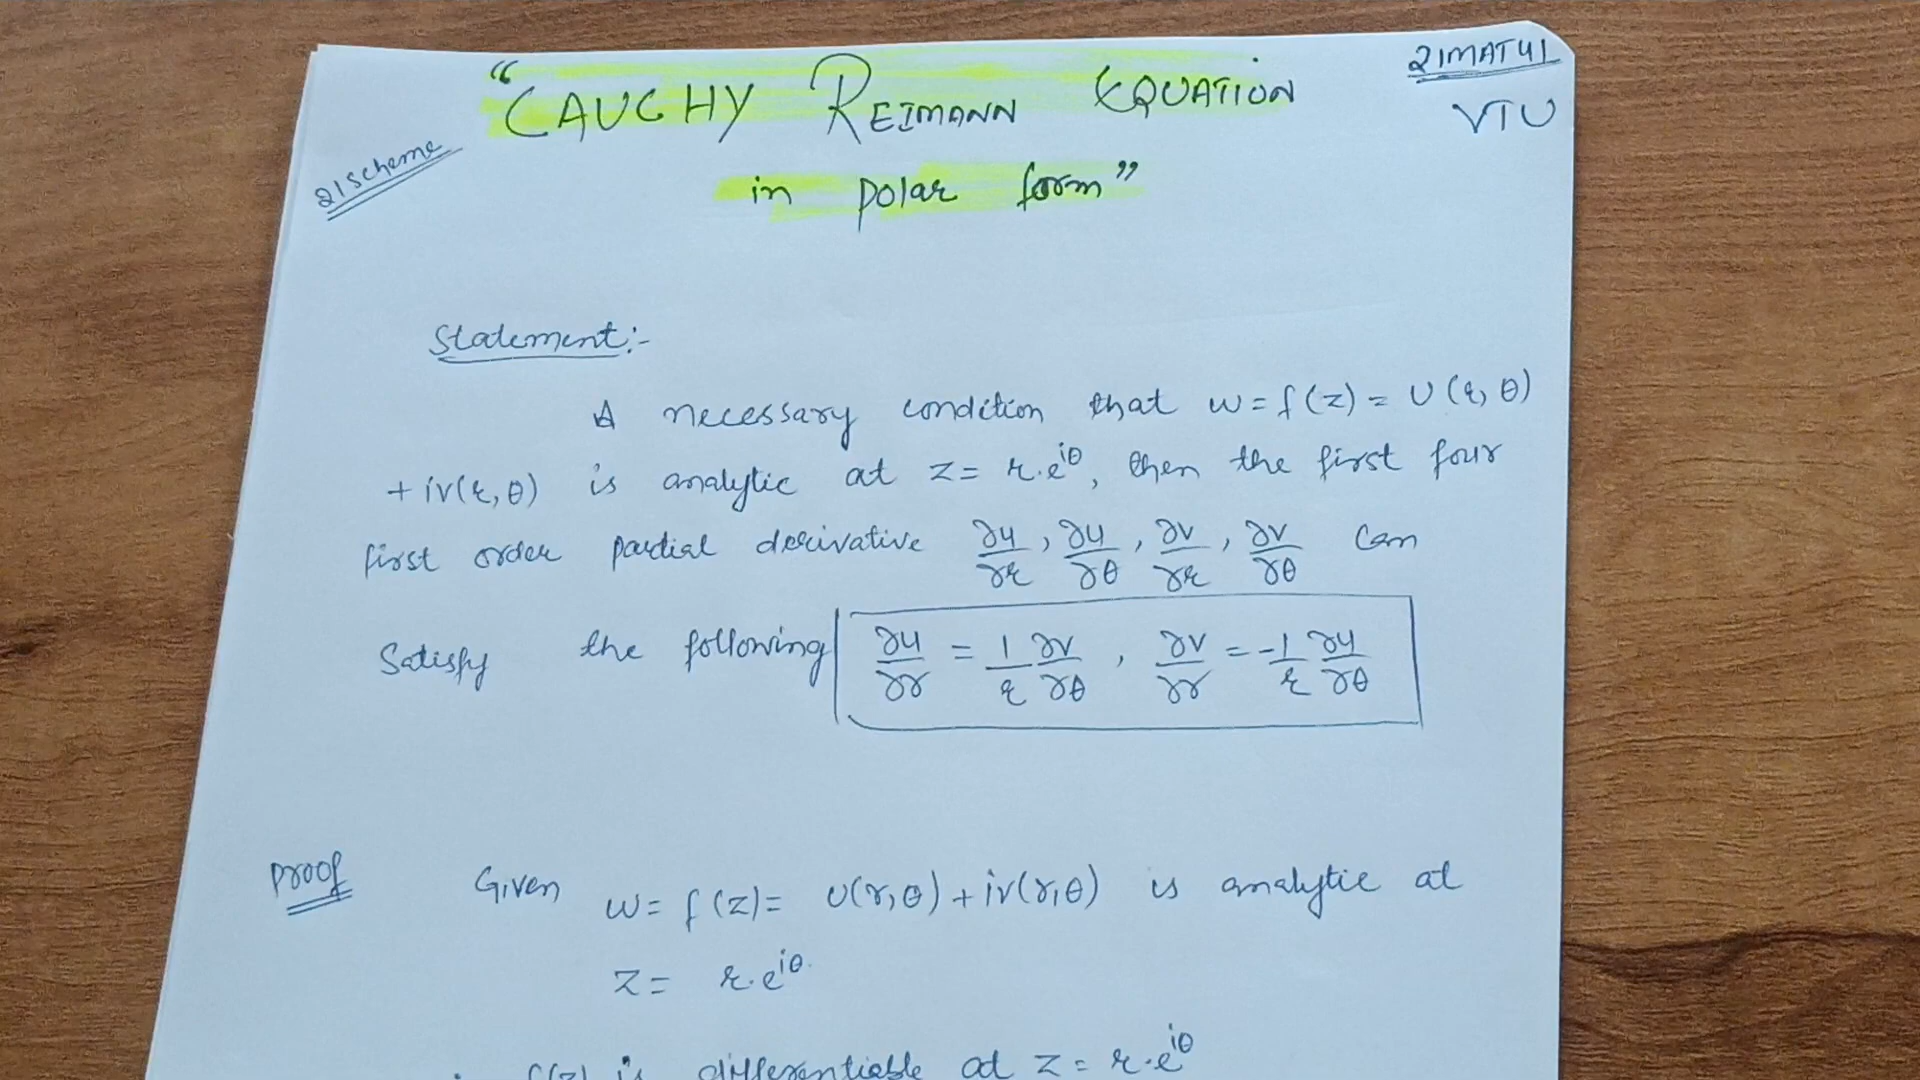 21MAT41
"CAUCHY REIMANN EQUATION
VTU
21scheme
in polar form"
Statement:-
A necessary condition that w=f(z)=U(r,θ)
+iv(r,θ) is analytic at z=r.e^{iθ}, then the first four
first order partial derivative ∂u/∂r, ∂u/∂θ, ∂v/∂r, ∂v/∂θ can
Satisfy the following ∂u/∂r = 1/r ∂v/∂θ, ∂v/∂r = -1/r ∂u/∂θ
Proof Given w=f(z)= U(r,θ)+iv(r,θ) is analytic at
z= r.e^{iθ}.
f(z) is differentiable at z=r.e^{iθ}